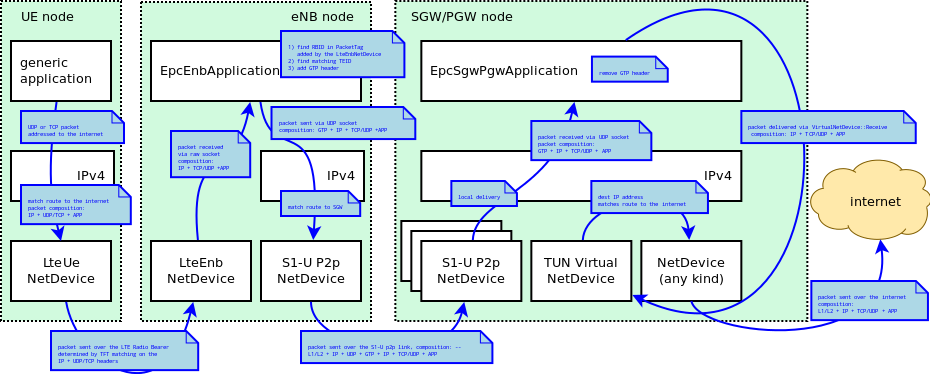 UE node
generic
application
UDP or TCP packet
addressed to the internet
IPv4
match route to the internet
packet composition:
IP + UDP/TCP + APP
LteUe
NetDevice
packet sent over the LTE Radio Bearer
determined by TFT matching on the
IP + UDP/TCP headers
eNB node
EpcEnbApplication
1) find RBID in PacketTag
added by the LteEnbNetDevice
2) find matching TEID
3) add GTP header
packet sent via UDP socket
composition: GTP + IP + TCP/UDP +APP
packet received
via raw socket
composition:
IP + TCP/UDP +APP
IPv4
match route to SGW
LteEnb
NetDevice
S1-U P2p
NetDevice
packet sent over the S1-U p2p link, composition: --
L1/L2 + IP + UDP + GTP + IP + TCP/UDP + APP
SGW/PGW node
EpcSgwPgwApplication
remove GTP header
packet delivered via VirtualNetDevice::Receive
composition: IP + TCP/UDP + APP
packet received via UDP socket
packet composition:
GTP + IP + TCP/UDP + APP
IPv4
local delivery
dest IP address
matches route to the internet
S1-U P2p
NetDevice
TUN Virtual
NetDevice
NetDevice
(any kind)
internet
packet sent over the internet
composition:
L1/L2 + IP + TCP/UDP + APP